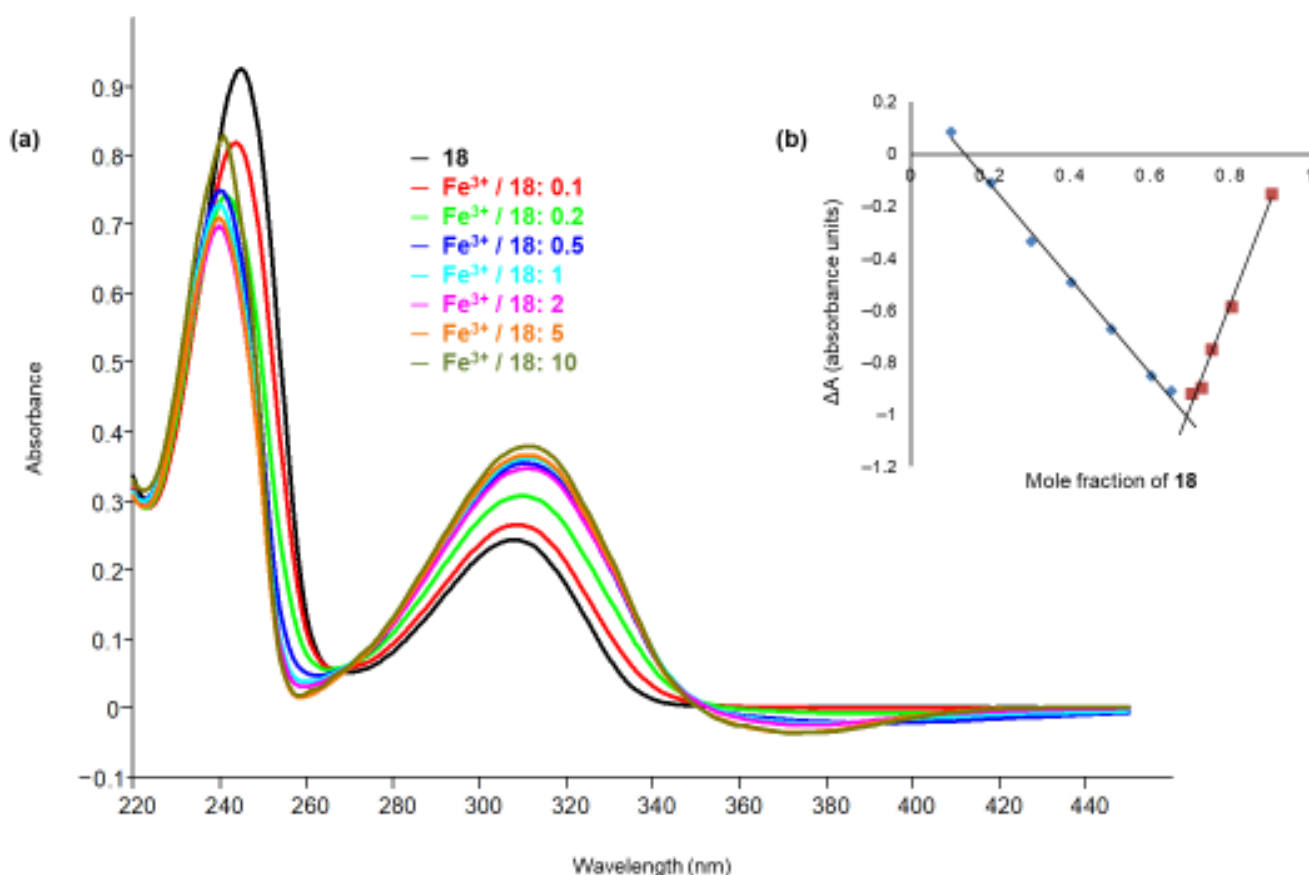 (a)
Absorbance
0.9
0.8
0.7
0.6
0.5
0.4
0.3
0.2
0.1
0
−0.1
220 240 260 280 300 320 340 360 380 400 420 440
Wavelength (nm)
18
Fe³⁺ / 18: 0.1
Fe³⁺ / 18: 0.2
Fe³⁺ / 18: 0.5
Fe³⁺ / 18: 1
Fe³⁺ / 18: 2
Fe³⁺ / 18: 5
Fe³⁺ / 18: 10
(b)
ΔA (absorbance units)
0.2
0
−0.2
−0.4
−0.6
−0.8
−1
−1.2
0 0.2 0.4 0.6 0.8 1
Mole fraction of 18